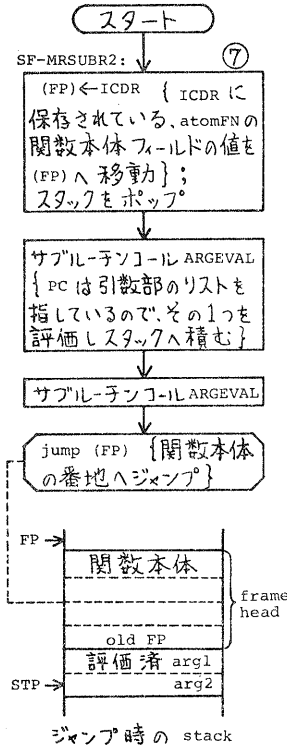 スタート
SF-MRSUBR2:
⑦
(FP)←ICDR { ICDR に
保存されている、atomFNの
関数本体フィールドの値を
(FP)へ移動};
スタックをポップ
サブルーチンコール ARGEVAL
{ PC は引数部のリストを
指しているので、その1つを
評価しスタックへ積む}
サブルーチンコール ARGEVAL
jump (FP) {関数本体
の番地へジャンプ}
FP
関数本体
frame
head
old FP
評価済 arg1
STP
arg2
ジャンプ時の stack